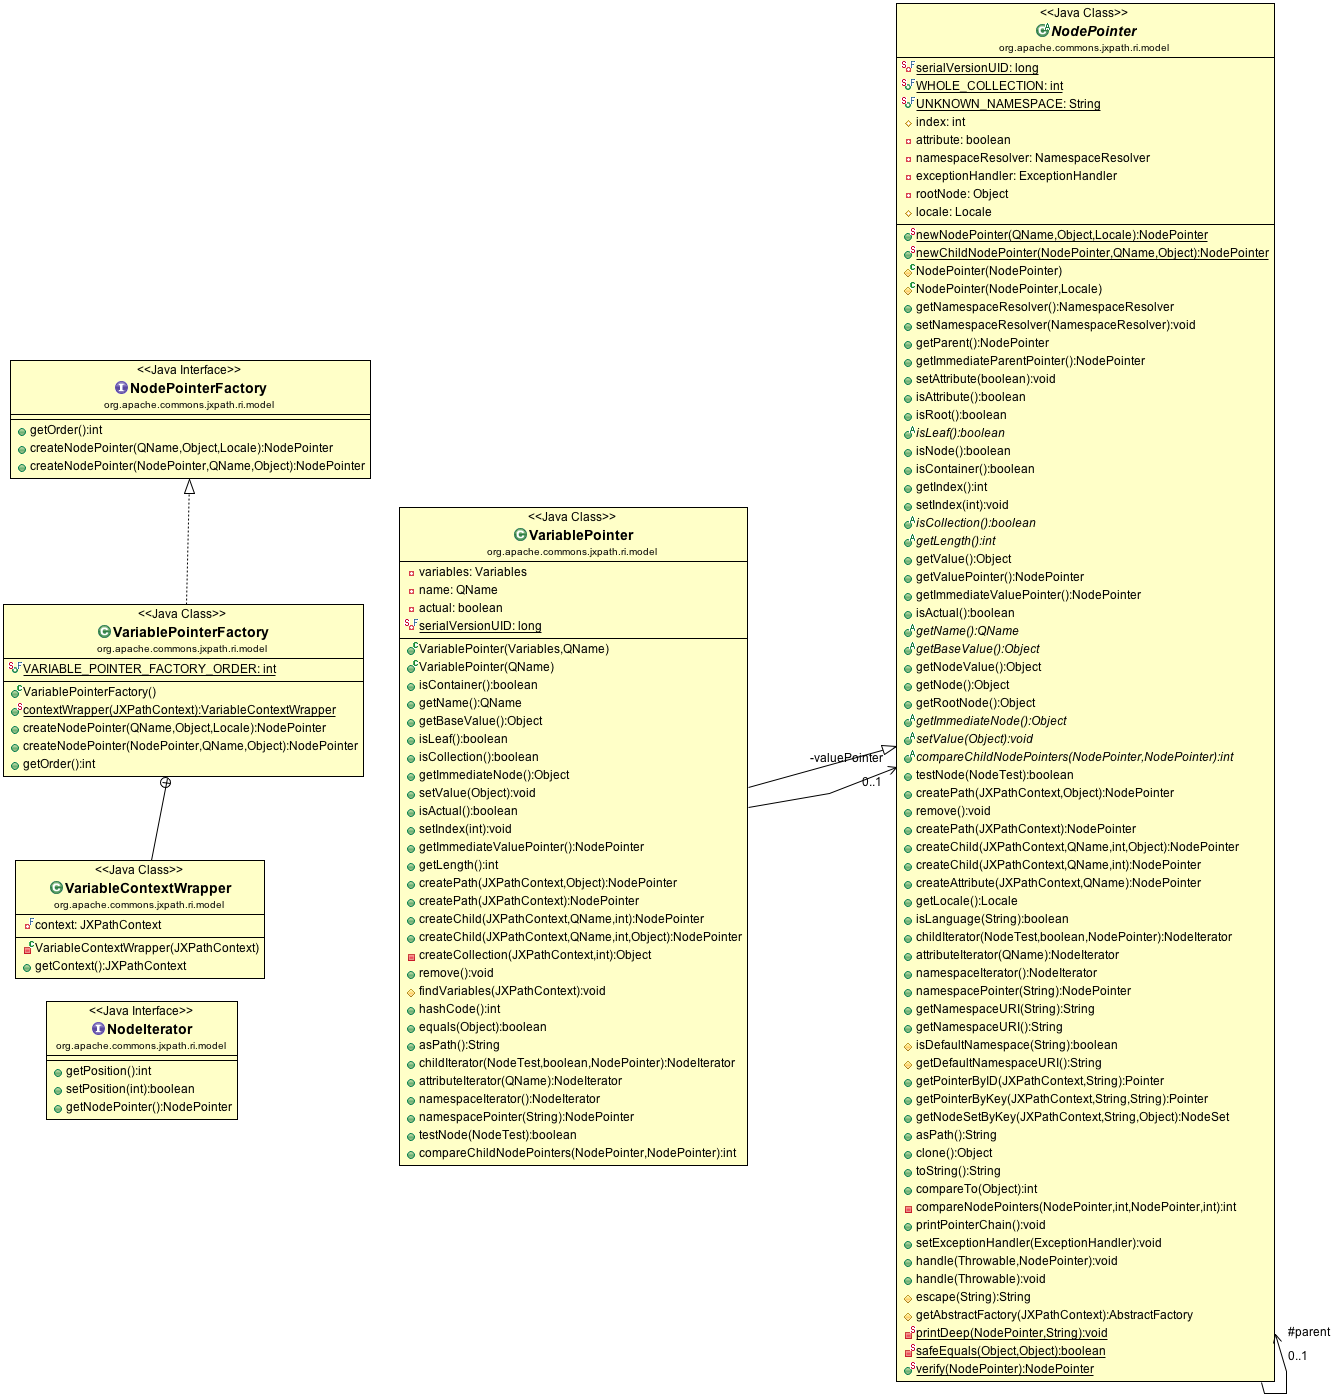 <<Java Interface>>
NodePointerFactory
org.apache.commons.jxpath.ri.model
getOrder():int
createNodePointer(QName,Object,Locale):NodePointer
createNodePointer(NodePointer,QName,Object):NodePointer
<<Java Class>>
VariablePointerFactory
org.apache.commons.jxpath.ri.model
VARIABLE_POINTER_FACTORY_ORDER: int
VariablePointerFactory()
contextWrapper(JXPathContext):VariableContextWrapper
createNodePointer(QName,Object,Locale):NodePointer
createNodePointer(NodePointer,QName,Object):NodePointer
getOrder():int
<<Java Class>>
VariableContextWrapper
org.apache.commons.jxpath.ri.model
context: JXPathContext
VariableContextWrapper(JXPathContext)
getContext():JXPathContext
<<Java Interface>>
NodeIterator
org.apache.commons.jxpath.ri.model
getPosition():int
setPosition(int):boolean
getNodePointer():NodePointer
<<Java Class>>
VariablePointer
org.apache.commons.jxpath.ri.model
variables: Variables
name: QName
actual: boolean
serialVersionUID: long
VariablePointer(Variables,QName)
VariablePointer(QName)
isContainer():boolean
getName():QName
getBaseValue():Object
isLeaf():boolean
isCollection():boolean
getImmediateNode():Object
setValue(Object):void
isActual():boolean
setIndex(int):void
getImmediateValuePointer():NodePointer
getLength():int
createPath(JXPathContext,Object):NodePointer
createPath(JXPathContext):NodePointer
createChild(JXPathContext,QName,int):NodePointer
createChild(JXPathContext,QName,int,Object):NodePointer
createCollection(JXPathContext,int):Object
remove():void
findVariables(JXPathContext):void
hashCode():int
equals(Object):boolean
asPath():String
childIterator(NodeTest,boolean,NodePointer):NodeIterator
attributeIterator(QName):NodeIterator
namespaceIterator():NodeIterator
namespacePointer(String):NodePointer
testNode(NodeTest):boolean
compareChildNodePointers(NodePointer,NodePointer):int
-valuePointer
0..1
<<Java Class>>
NodePointer
org.apache.commons.jxpath.ri.model
serialVersionUID: long
WHOLE_COLLECTION: int
UNKNOWN_NAMESPACE: String
index: int
attribute: boolean
namespaceResolver: NamespaceResolver
exceptionHandler: ExceptionHandler
rootNode: Object
locale: Locale
newNodePointer(QName,Object,Locale):NodePointer
newChildNodePointer(NodePointer,QName,Object):NodePointer
NodePointer(NodePointer)
NodePointer(NodePointer,Locale)
getNamespaceResolver():NamespaceResolver
setNamespaceResolver(NamespaceResolver):void
getParent():NodePointer
getImmediateParentPointer():NodePointer
setAttribute(boolean):void
isAttribute():boolean
isRoot():boolean
isLeaf():boolean
isNode():boolean
isContainer():boolean
getIndex():int
setIndex(int):void
isCollection():boolean
getLength():int
getValue():Object
getValuePointer():NodePointer
getImmediateValuePointer():NodePointer
isActual():boolean
getName():QName
getBaseValue():Object
getNodeValue():Object
getNode():Object
getRootNode():Object
getImmediateNode():Object
setValue(Object):void
compareChildNodePointers(NodePointer,NodePointer):int
testNode(NodeTest):boolean
createPath(JXPathContext,Object):NodePointer
remove():void
createPath(JXPathContext):NodePointer
createChild(JXPathContext,QName,int,Object):NodePointer
createChild(JXPathContext,QName,int):NodePointer
createAttribute(JXPathContext,QName):NodePointer
getLocale():Locale
isLanguage(String):boolean
childIterator(NodeTest,boolean,NodePointer):NodeIterator
attributeIterator(QName):NodeIterator
namespaceIterator():NodeIterator
namespacePointer(String):NodePointer
getNamespaceURI(String):String
getNamespaceURI():String
isDefaultNamespace(String):boolean
getDefaultNamespaceURI():String
getPointerByID(JXPathContext,String):Pointer
getPointerByKey(JXPathContext,String,String):Pointer
getNodeSetByKey(JXPathContext,String,Object):NodeSet
asPath():String
clone():Object
toString():String
compareTo(Object):int
compareNodePointers(NodePointer,int,NodePointer,int):int
printPointerChain():void
setExceptionHandler(ExceptionHandler):void
handle(Throwable,NodePointer):void
handle(Throwable):void
escape(String):String
getAbstractFactory(JXPathContext):AbstractFactory
printDeep(NodePointer,String):void
safeEquals(Object,Object):boolean
verify(NodePointer):NodePointer
#parent
0..1